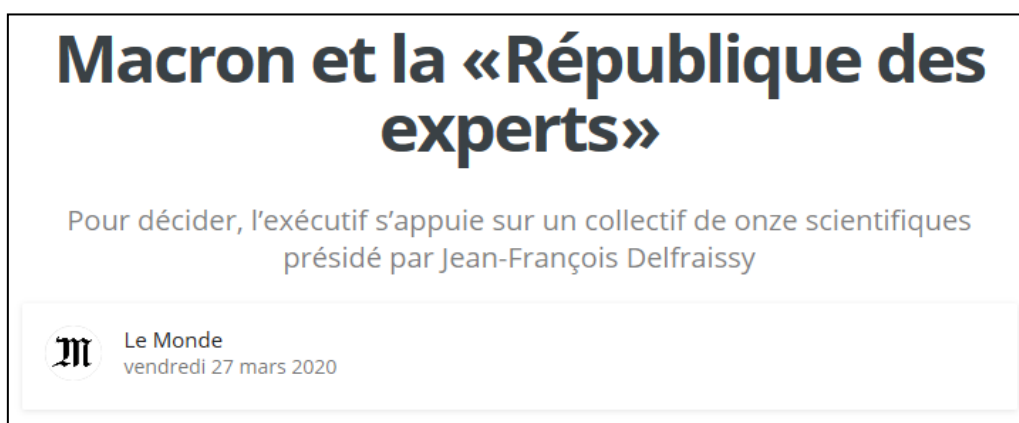 Macron et la «République des
experts»
Pour décider, l’exécutif s’appuie sur un collectif de onze scientifiques
présidé par Jean-François Delfraissy
M
Le Monde
vendredi 27 mars 2020